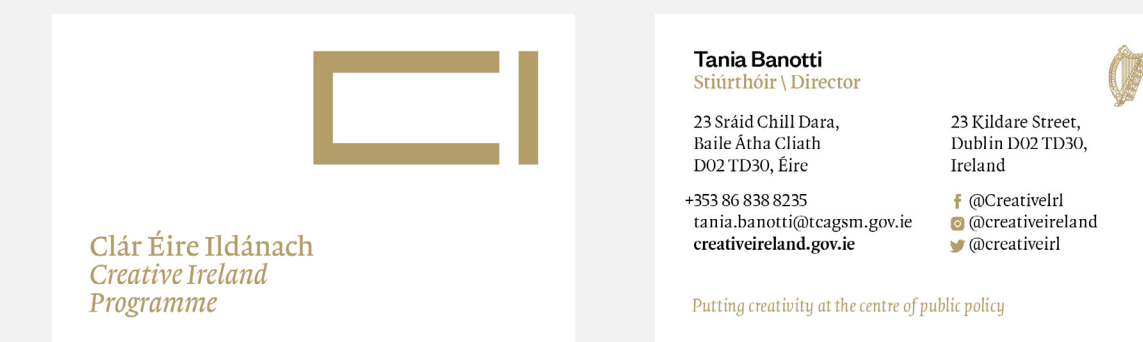 Clár Éire Ildánach
Creative Ireland
Programme
Tania Banotti
Stiúrthóir \ Director
23 Sráid Chill Dara,
Baile Átha Cliath
D02 TD30, Éire
23 Kildare Street,
Dublin D02 TD30,
Ireland
+353 86 838 8235
tania.banotti@tcagsm.gov.ie
creativeireland.gov.ie
@CreativeIrl
@creativeireland
@creativeirl
Putting creativity at the centre of public policy